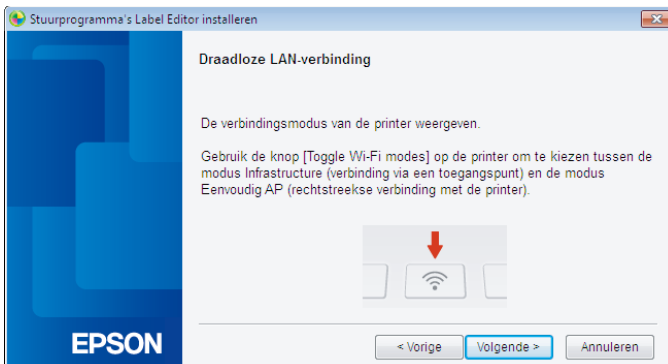 Stuurprogramma's Label Editor installeren
Draadloze LAN-verbinding
De verbindingsmodus van de printer weergeven.
Gebruik de knop [Toggle Wi-Fi modes] op de printer om te kiezen tussen de
modus Infrastructure (verbinding via een toegangspunt) en de modus
Eenvoudig AP (rechtstreekse verbinding met de printer).
EPSON
< Vorige
Volgende >
Annuleren